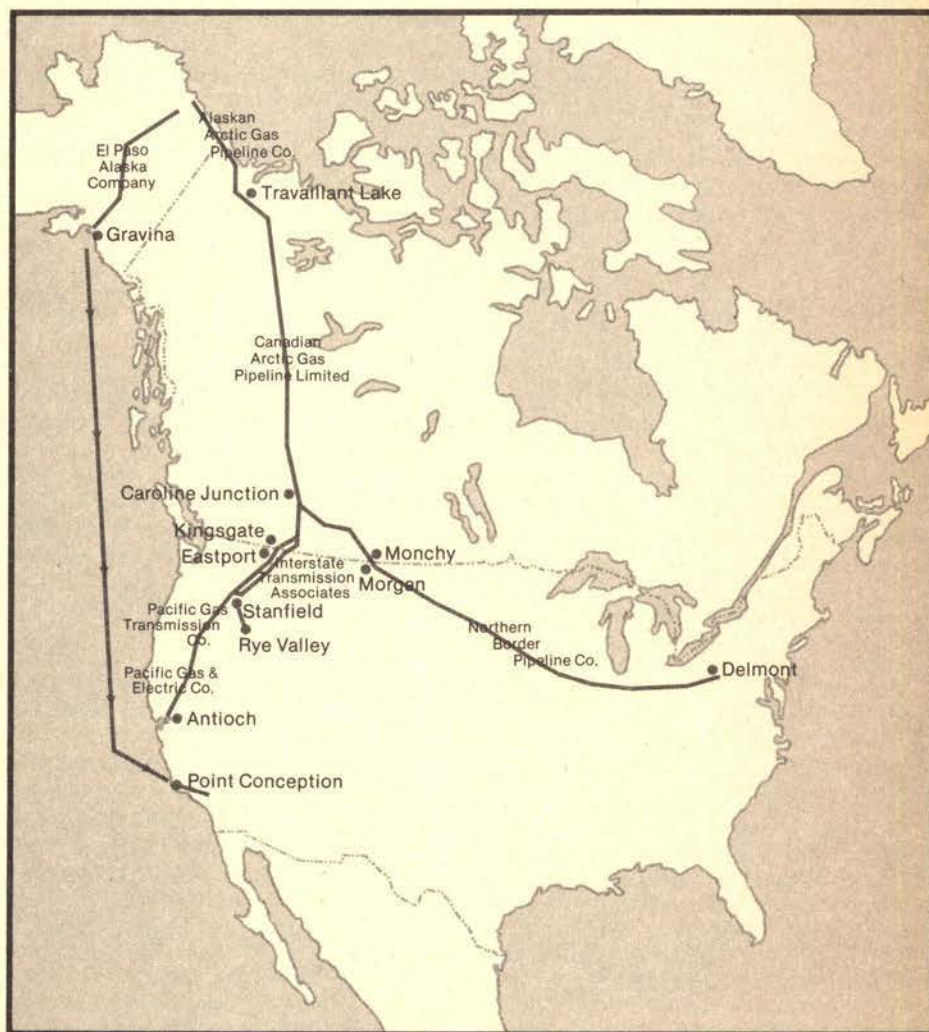 Alaskan
Arctic Gas
Pipeline Co.
El Paso
Alaska
Company
Travaillant Lake
Gravina
Canadian
Arctic Gas
Pipeline Limited
Caroline Junction
Kingsgate
Eastport
Monchy
Morgan
Interstate
Transmission
Associates
Pacific Gas
Transmission
Co.
Stanfield
Rye Valley
Northern
Border
Pipeline Co.
Delmont
Pacific Gas &
Electric Co.
Antioch
Point Conception